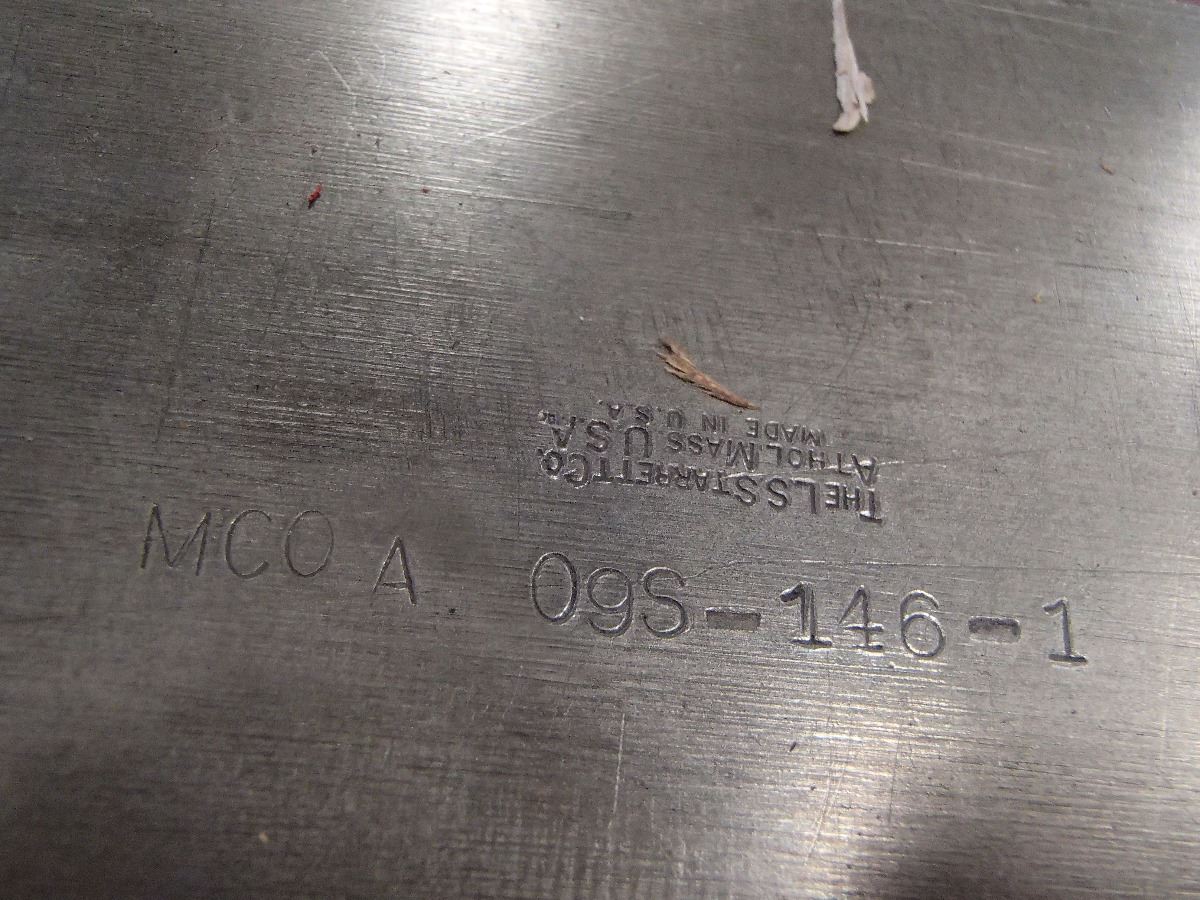 THE L S STARRETT CO.
ATHOL MASS U.S.A.
MADE IN U.S.A.
MCO A 09S-146-1